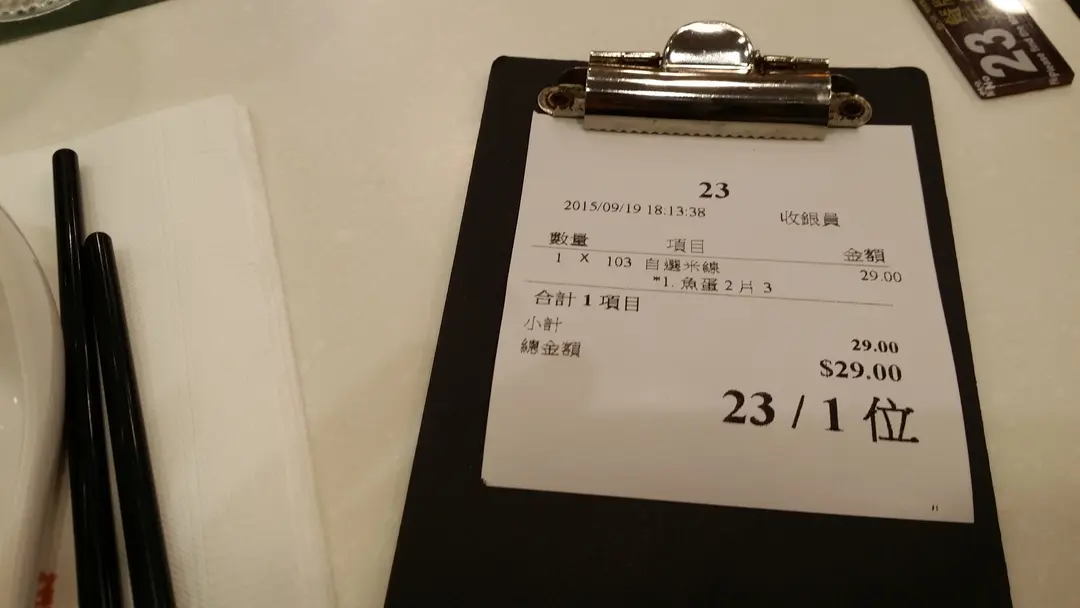 23
2015/09/19 18:13:38 收銀員
數量 項目 金額
1 X 103 自選米線 29.00
*1. 魚蛋 2 片 3
合計 1 項目
小計 29.00
總金額 $29.00
23 / 1 位
No 23